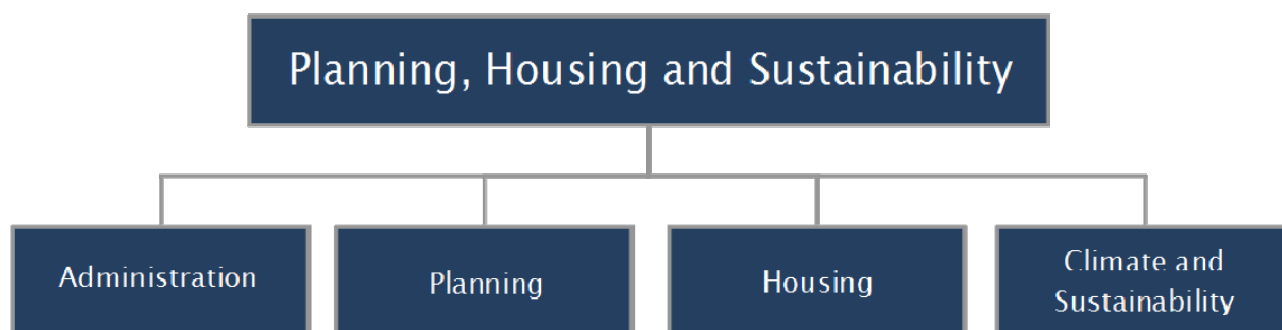 Planning, Housing and Sustainability
Administration
Planning
Housing
Climate and
Sustainability